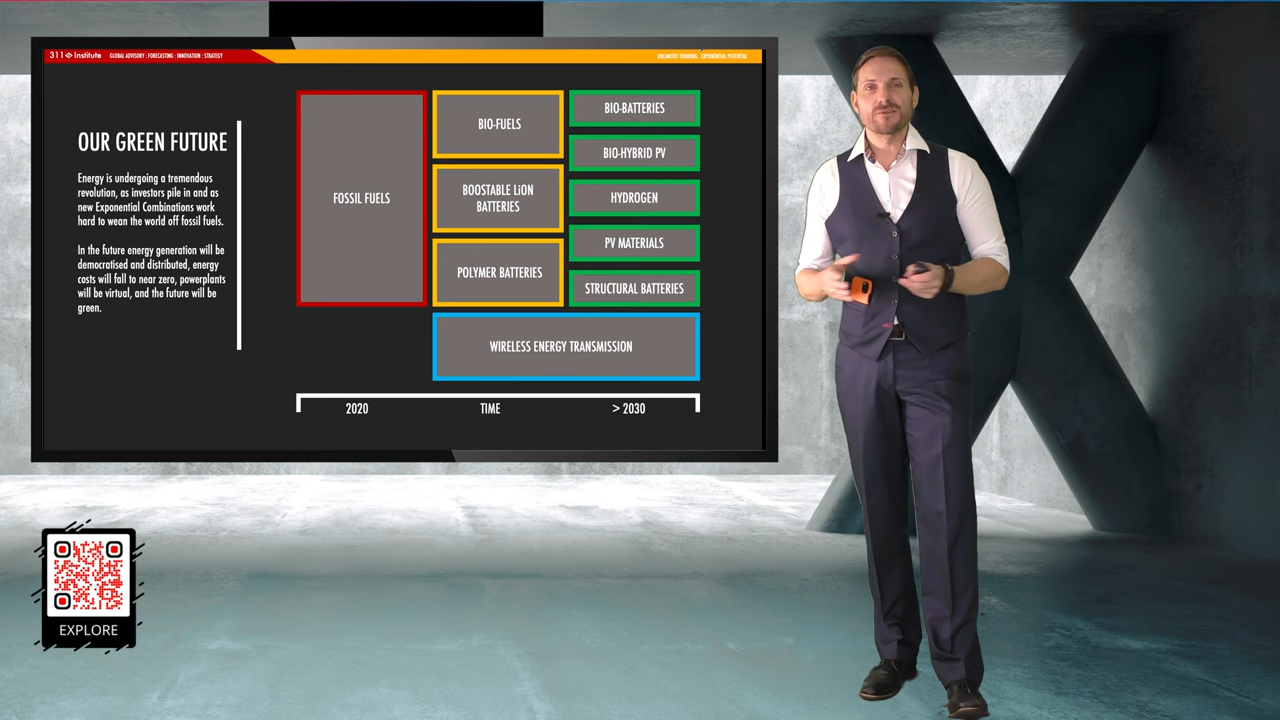 311 Institute
GLOBAL ADVISORY : FORECASTING : INNOVATION : STRATEGY
UNLIMITED THINKING . EXPONENTIAL POTENTIAL
OUR GREEN FUTURE
Energy is undergoing a tremendous
revolution, as investors pile in and as
new Exponential Combinations work
hard to wean the world off fossil fuels.
In the future energy generation will be
democratised and distributed, energy
costs will fall to near zero, powerplants
will be virtual, and the future will be
green.
FOSSIL FUELS
BIO-FUELS
BOOSTABLE LiON
BATTERIES
POLYMER BATTERIES
BIO-BATTERIES
BIO-HYBRID PV
HYDROGEN
PV MATERIALS
STRUCTURAL BATTERIES
WIRELESS ENERGY TRANSMISSION
2020
TIME
> 2030
EXPLORE